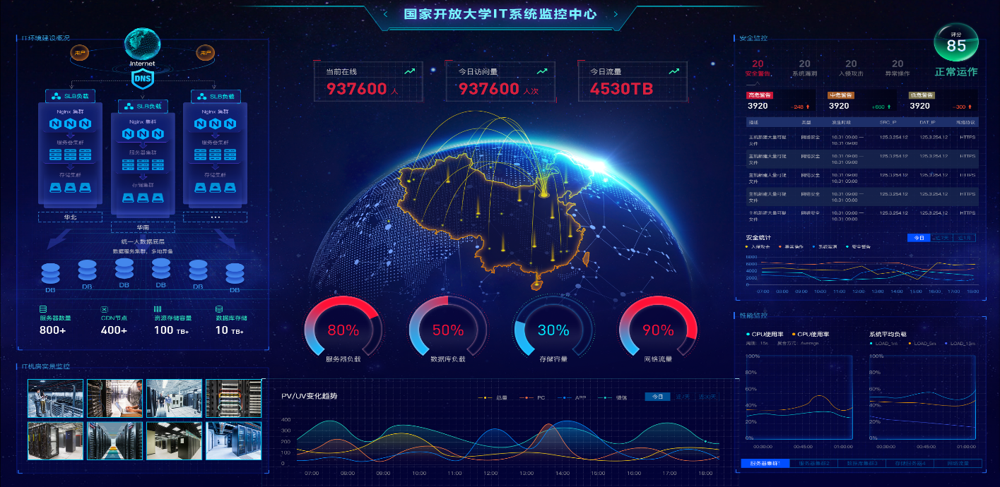 国家开放大学IT系统监控中心
IT环境建设概况
用户
用户
Internet
DNS
SLB负载
SLB负载
SLB负载
Nginx 集群
Nginx 集群
Nginx 集群
服务器集群
服务器集群
服务器集群
存储集群
存储集群
存储集群
华北
华南
...
统一大数据底层
数据服务集群，多地异备
DB
DB
DB
DB
DB
DB
服务器数量
800+
CDN节点
400+
资源存储容量
100 TB+
数据库存储
10 TB+
IT机房实景监控
当前在线
937600 人
今日访问量
937600 人次
今日流量
4530TB
80%
服务器负载
50%
数据库负载
30%
存储容量
90%
网络流量
PV/UV变化趋势
总量
PC
APP
微信
今日
近7天
近30天
400
300
200
100
0
07:00 08:00 09:00 10:00 11:00 12:00 13:00 14:00 15:00 16:00 17:00 18:00
安全监控
评分
85
正常运作
20
安全警告
20
系统漏洞
20
入侵攻击
20
异常操作
高危警告
3920 -248
中危警告
3920 +660
低危警告
3920 -300
描述 类型 发生时段 SRC_IP DAT_IP 网络协议
主机新建大量可疑 网络安全 10.31 09:00 — 125.3.254.12 125.3.254.12 HTTPS
文件 10.31 09:00
主机新建大量可疑 网络安全 10.31 09:00 — 125.3.254.12 125.3.254.12 HTTPS
文件 10.31 09:00
主机新建大量可疑 网络安全 10.31 09:00 — 125.3.254.12 125.3.254.12 HTTPS
文件 10.31 09:00
主机新建大量可疑 网络安全 10.31 09:00 — 125.3.254.12 125.3.254.12 HTTPS
文件 10.31 09:00
主机新建大量可疑 网络安全 10.31 09:00 — 125.3.254.12 125.3.254.12 HTTPS
文件 10.31 09:00
安全统计
今日
近7天
入侵攻击
异常操作
系统漏洞
安全警告
8000
6000
4000
2000
0
07:00 08:00 09:00 10:00 11:00 12:00 13:00 14:00 15:00 16:00 17:00 18:00
性能监控
CPU使用率
CPU使用率
周期：15s 聚合方式：Average
100%
80%
60%
40%
20%
0%
00:30:00 00:45:00 01:00:00
系统平均负载
LOAD_1m
LOAD_5m
LOAD_15m
100%
80%
60%
40%
20%
0%
00:30:00 00:45:00 01:00:00
服务器集群1
服务器集群2
数据库集群3
存储服务器4
网络流量